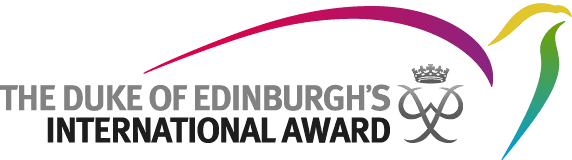 THE DUKE OF EDINBURGH'S
INTERNATIONAL AWARD